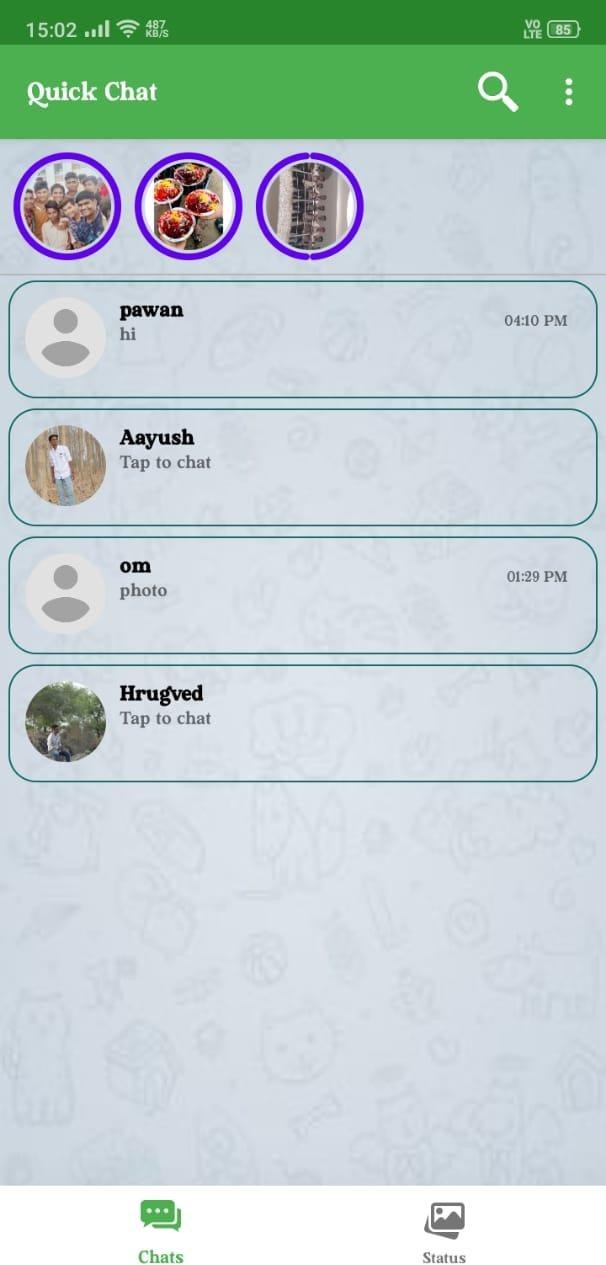 15:02 487 KB/S VO LTE 85
Quick Chat
pawan
hi 04:10 PM
Aayush
Tap to chat
om
photo 01:29 PM
Hrugved
Tap to chat
Chats Status